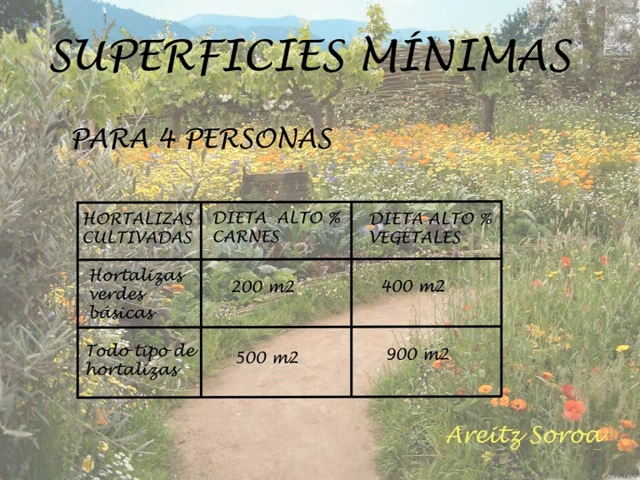 SUPERFICIES MÍNIMAS
PARA 4 PERSONAS
HORTALIZAS CULTIVADAS
DIETA ALTO % CARNES
DIETA ALTO % VEGETALES
Hortalizas verdes básicas
200 m2
400 m2
Todo tipo de hortalizas
500 m2
900 m2
Areitz Soroa